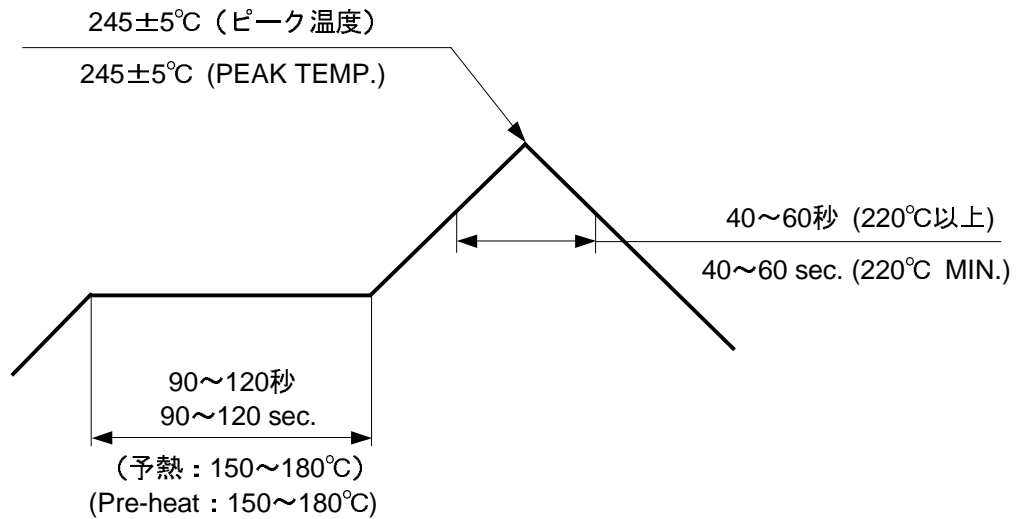 245±5℃（ピーク温度）
245±5℃ (PEAK TEMP.)
40～60秒 (220℃以上)
40～60 sec. (220℃ MIN.)
90～120秒
90～120 sec.
（予熱：150～180℃）
(Pre-heat：150～180℃)